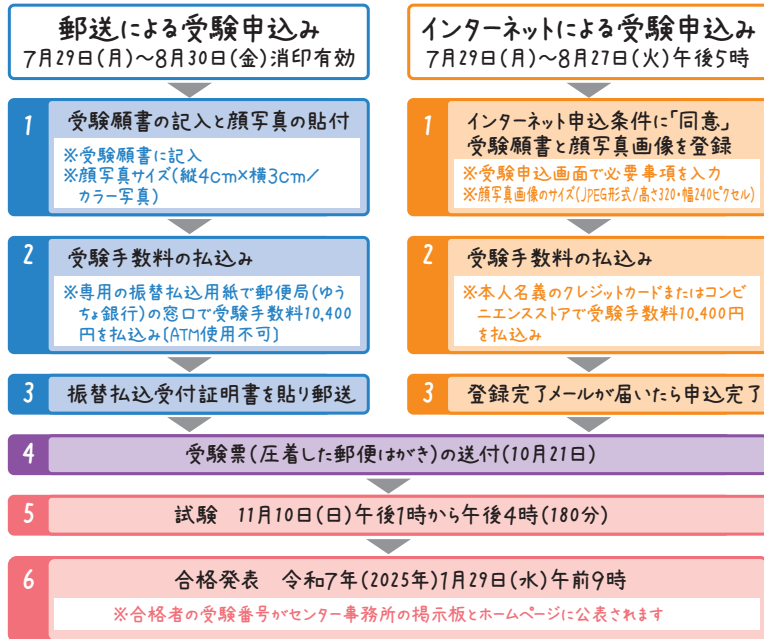 郵送による受験申込み
7月29日(月)~8月30日(金)消印有効
1
受験願書の記入と顔写真の貼付
※受験願書に記入
※顔写真サイズ(縦4cm×横3cm/
カラー写真)
2
受験手数料の払込み
※専用の振替払込用紙で郵便局(ゆう
ちょ銀行)の窓口で受験手数料10,400
円を払込み(ATM使用不可)
3
振替払込受付証明書を貼り郵送
インターネットによる受験申込み
7月29日(月)~8月27日(火)午後5時
1
インターネット申込条件に「同意」
受験願書と顔写真画像を登録
※受験申込画面で必要事項を入力
※顔写真画像のサイズ(JPEG形式/高さ320・幅240ピクセル)
2
受験手数料の払込み
※本人名義のクレジットカードまたはコンビ
ニエンスストアで受験手数料10,400円
を払込み
3
登録完了メールが届いたら申込完了
4
受験票(圧着した郵便はがき)の送付(10月21日)
5
試験 11月10日(日)午後1時から午後4時(180分)
6
合格発表 令和7年(2025年)1月29日(水)午前9時
※合格者の受験番号がセンター事務所の掲示板とホームページに公表されます